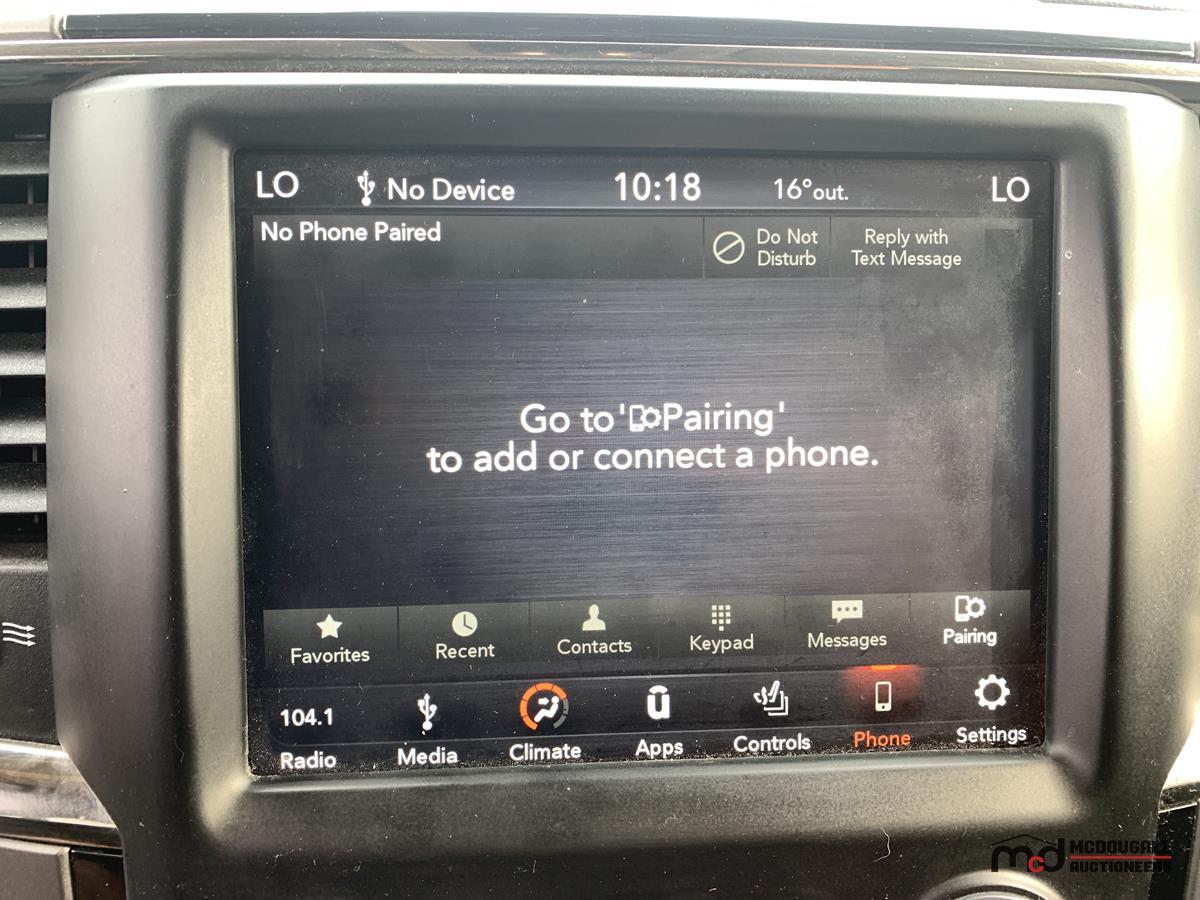 LO No Device 10:18 16°out. LO
No Phone Paired
Do Not
Disturb
Reply with
Text Message
Go to 'Pairing'
to add or connect a phone.
Favorites Recent Contacts Keypad Messages Pairing
104.1
Radio Media Climate Apps Controls Phone Settings
mcd MCDOUGALL
AUCTIONEERS